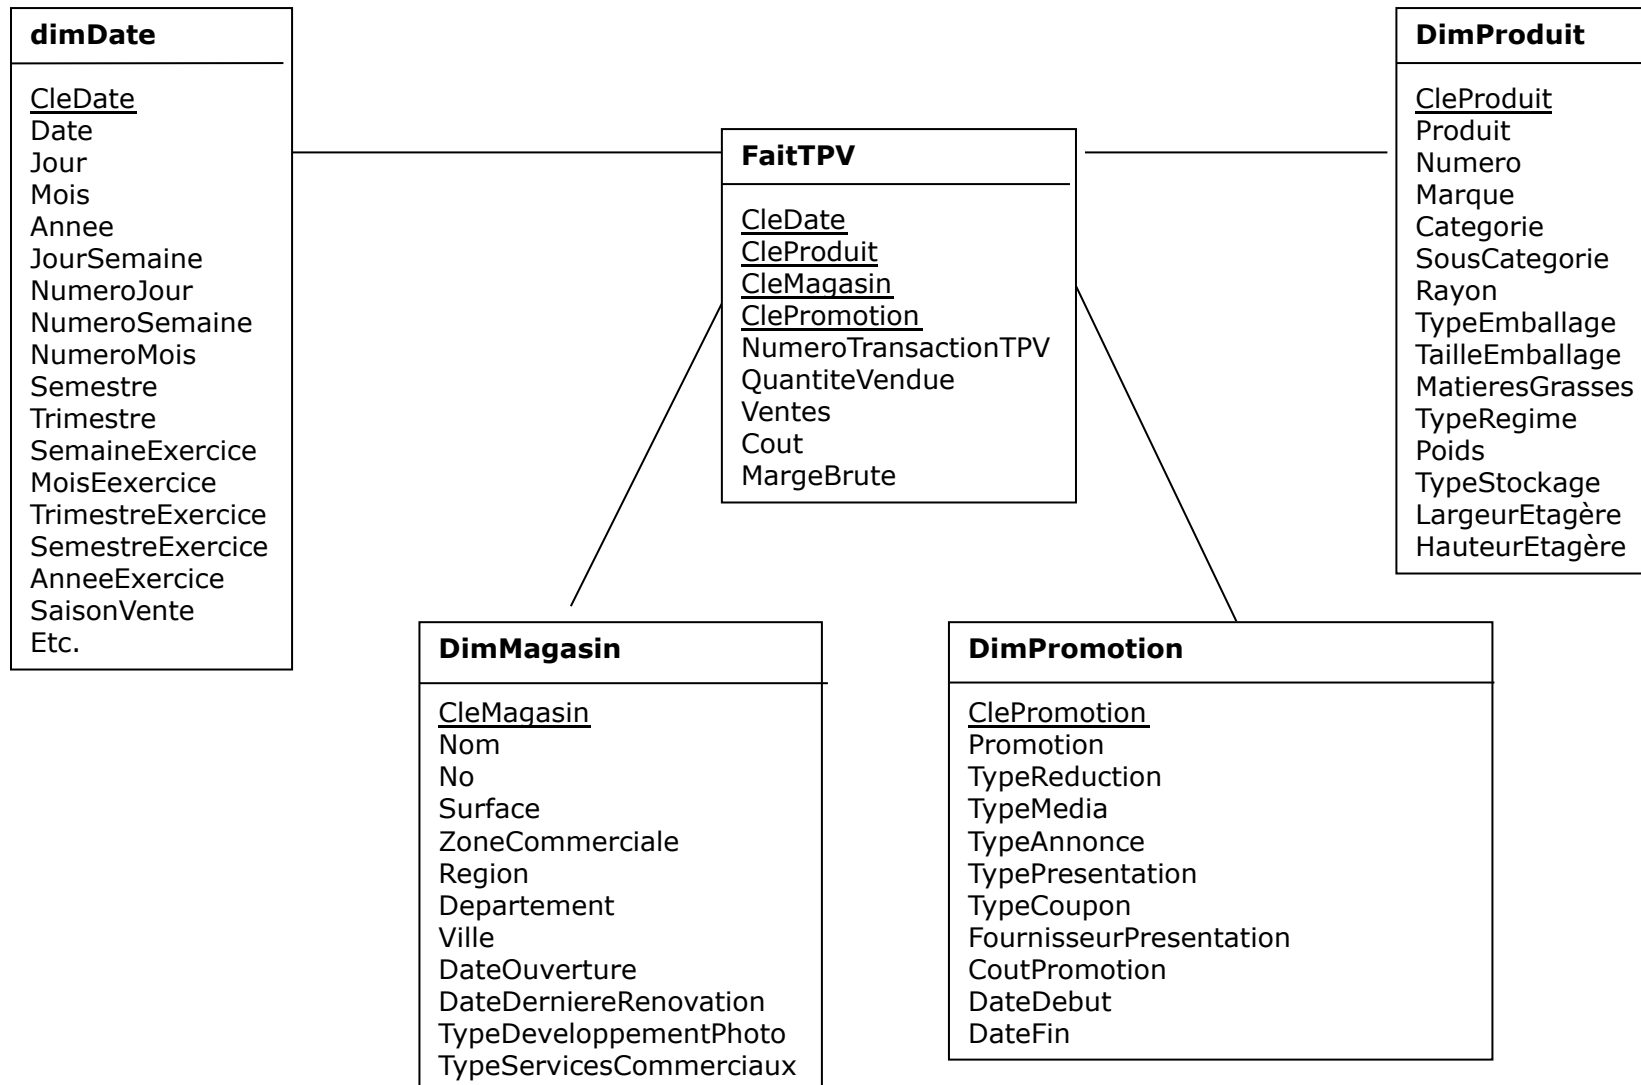 dimDate
CleDate
Date
Jour
Mois
Annee
JourSemaine
NumeroJour
NumeroSemaine
NumeroMois
Semestre
Trimestre
SemaineExercice
MoisEexercice
TrimestreExercice
SemestreExercice
AnneeExercice
SaisonVente
Etc.
FaitTPV
CleDate
CleProduit
CleMagasin
ClePromotion
NumeroTransactionTPV
QuantiteVendue
Ventes
Cout
MargeBrute
DimProduit
CleProduit
Produit
Numero
Marque
Categorie
SousCategorie
Rayon
TypeEmballage
TailleEmballage
MatieresGrasses
TypeRegime
Poids
TypeStockage
LargeurEtagère
HauteurEtagère
DimMagasin
CleMagasin
Nom
No
Surface
ZoneCommerciale
Region
Departement
Ville
DateOuverture
DateDerniereRenovation
TypeDeveloppementPhoto
TypeServicesCommerciaux
DimPromotion
ClePromotion
Promotion
TypeReduction
TypeMedia
TypeAnnonce
TypePresentation
TypeCoupon
FournisseurPresentation
CoutPromotion
DateDebut
DateFin